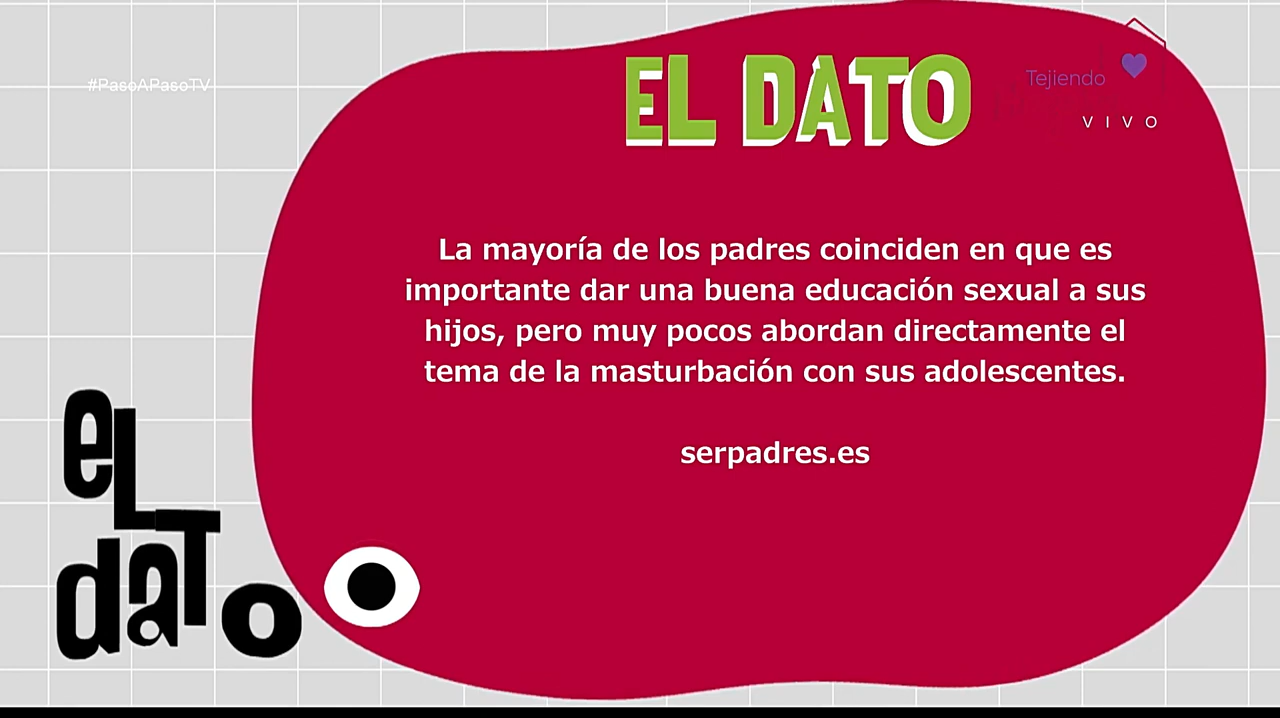 #PasoAPasoTV
EL DATO
Tejiendo
VIVO
La mayoría de los padres coinciden en que es
importante dar una buena educación sexual a sus
hijos, pero muy pocos abordan directamente el
tema de la masturbación con sus adolescentes.
serpadres.es
eL
daTo